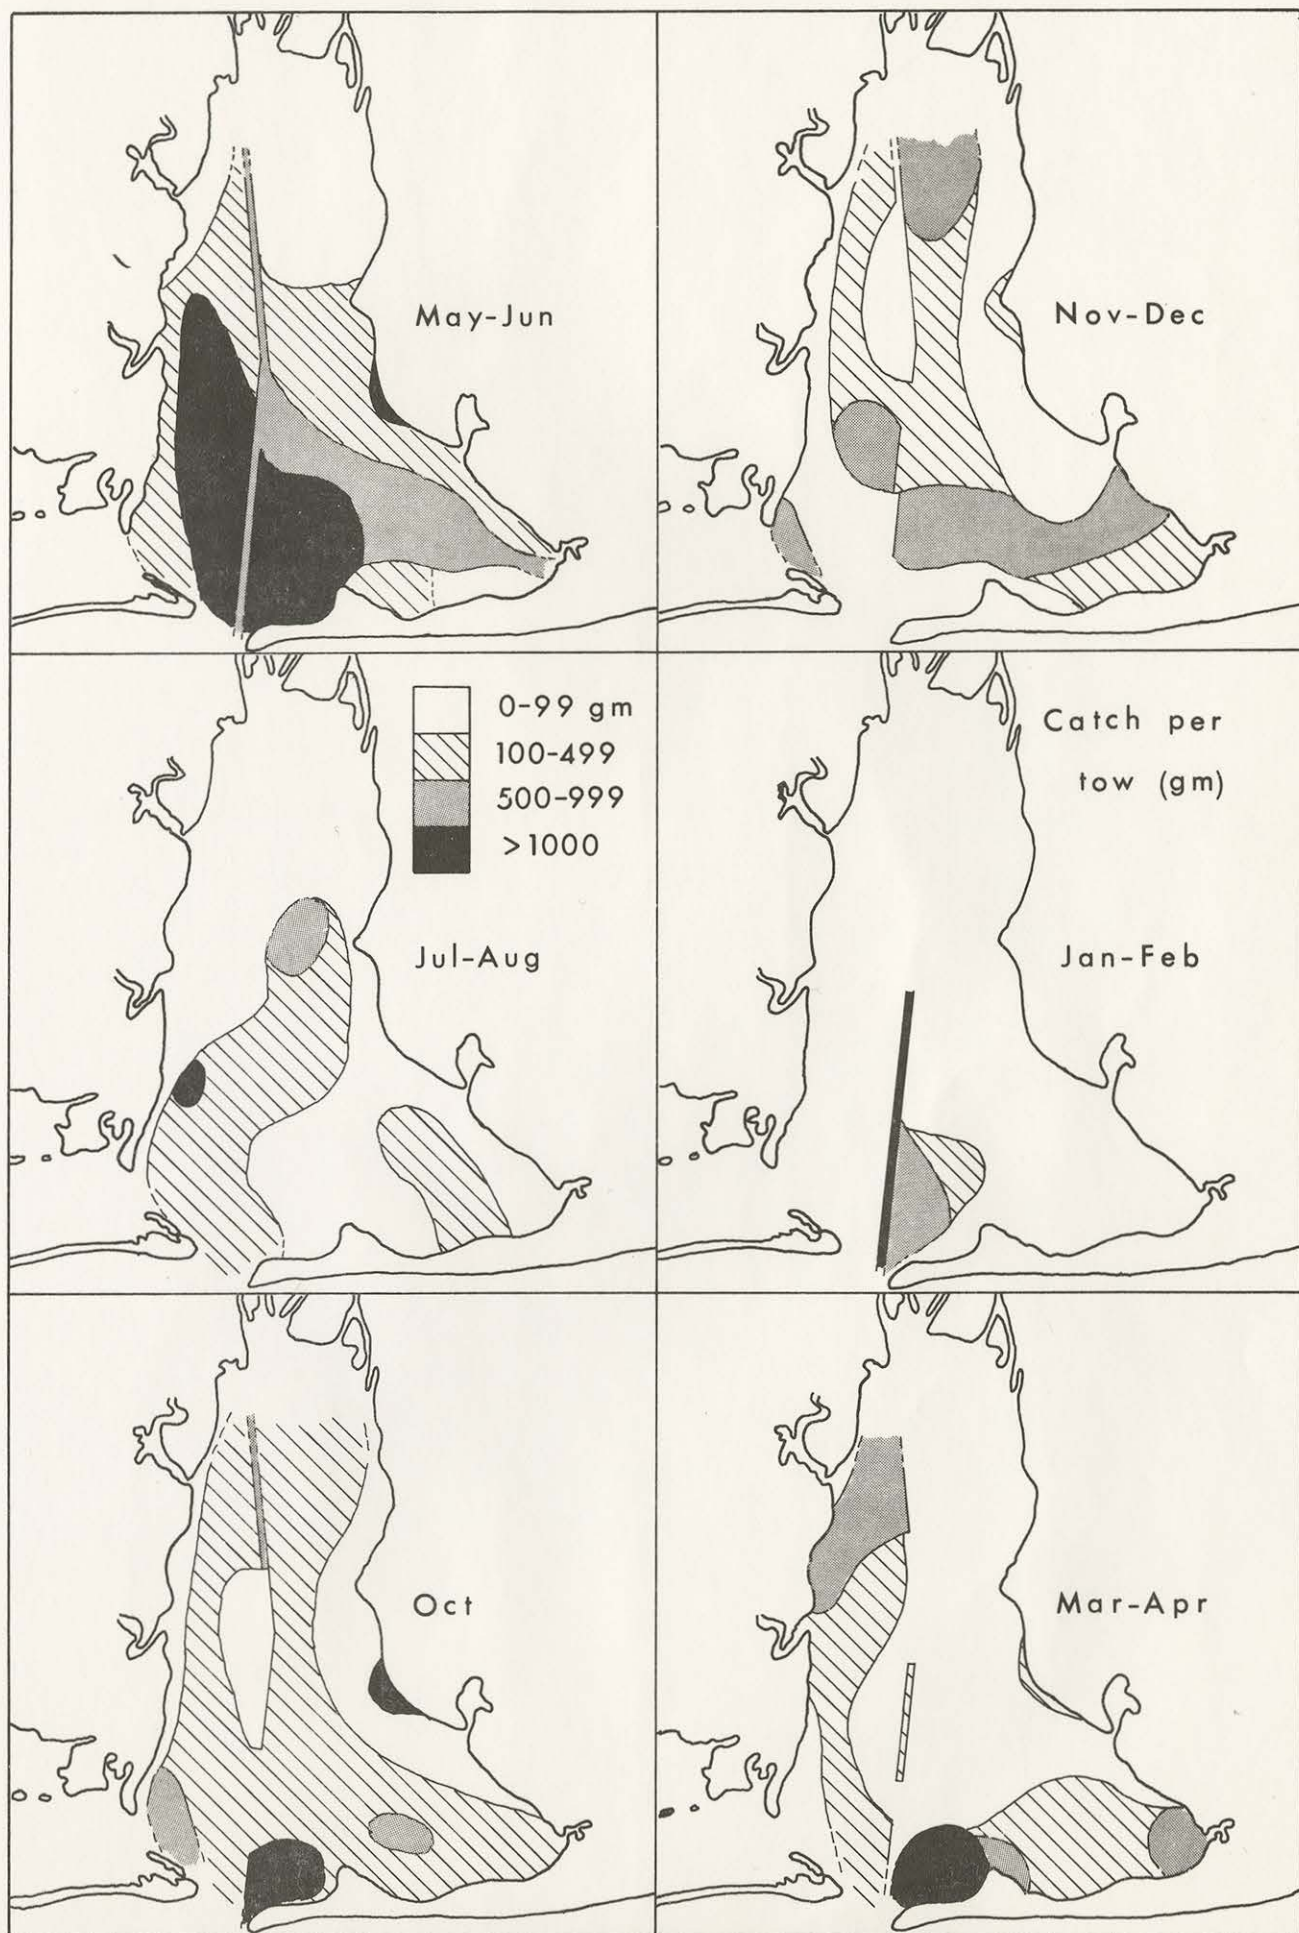 May-Jun
Nov-Dec
0-99 gm
100-499
500-999
>1000
Jul-Aug
Catch per
tow (gm)
Jan-Feb
Oct
Mar-Apr